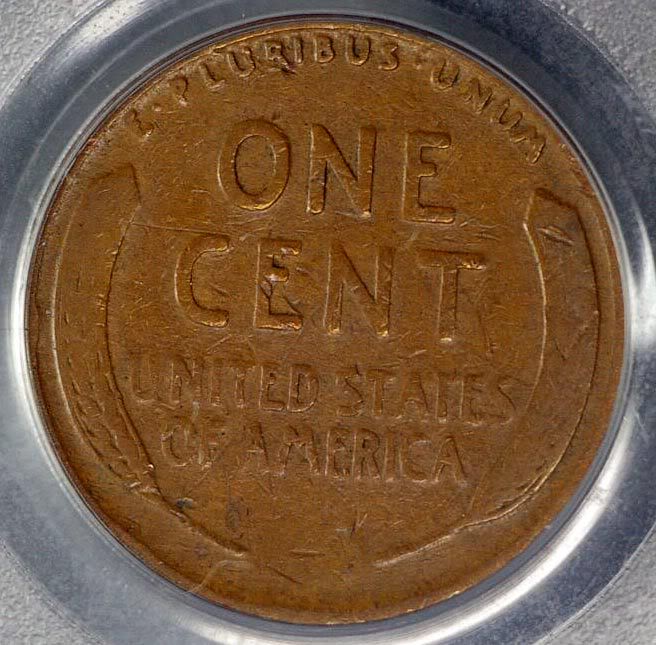 E · PLURIBUS · UNUM
ONE
CENT
UNITED STATES
OF AMERICA